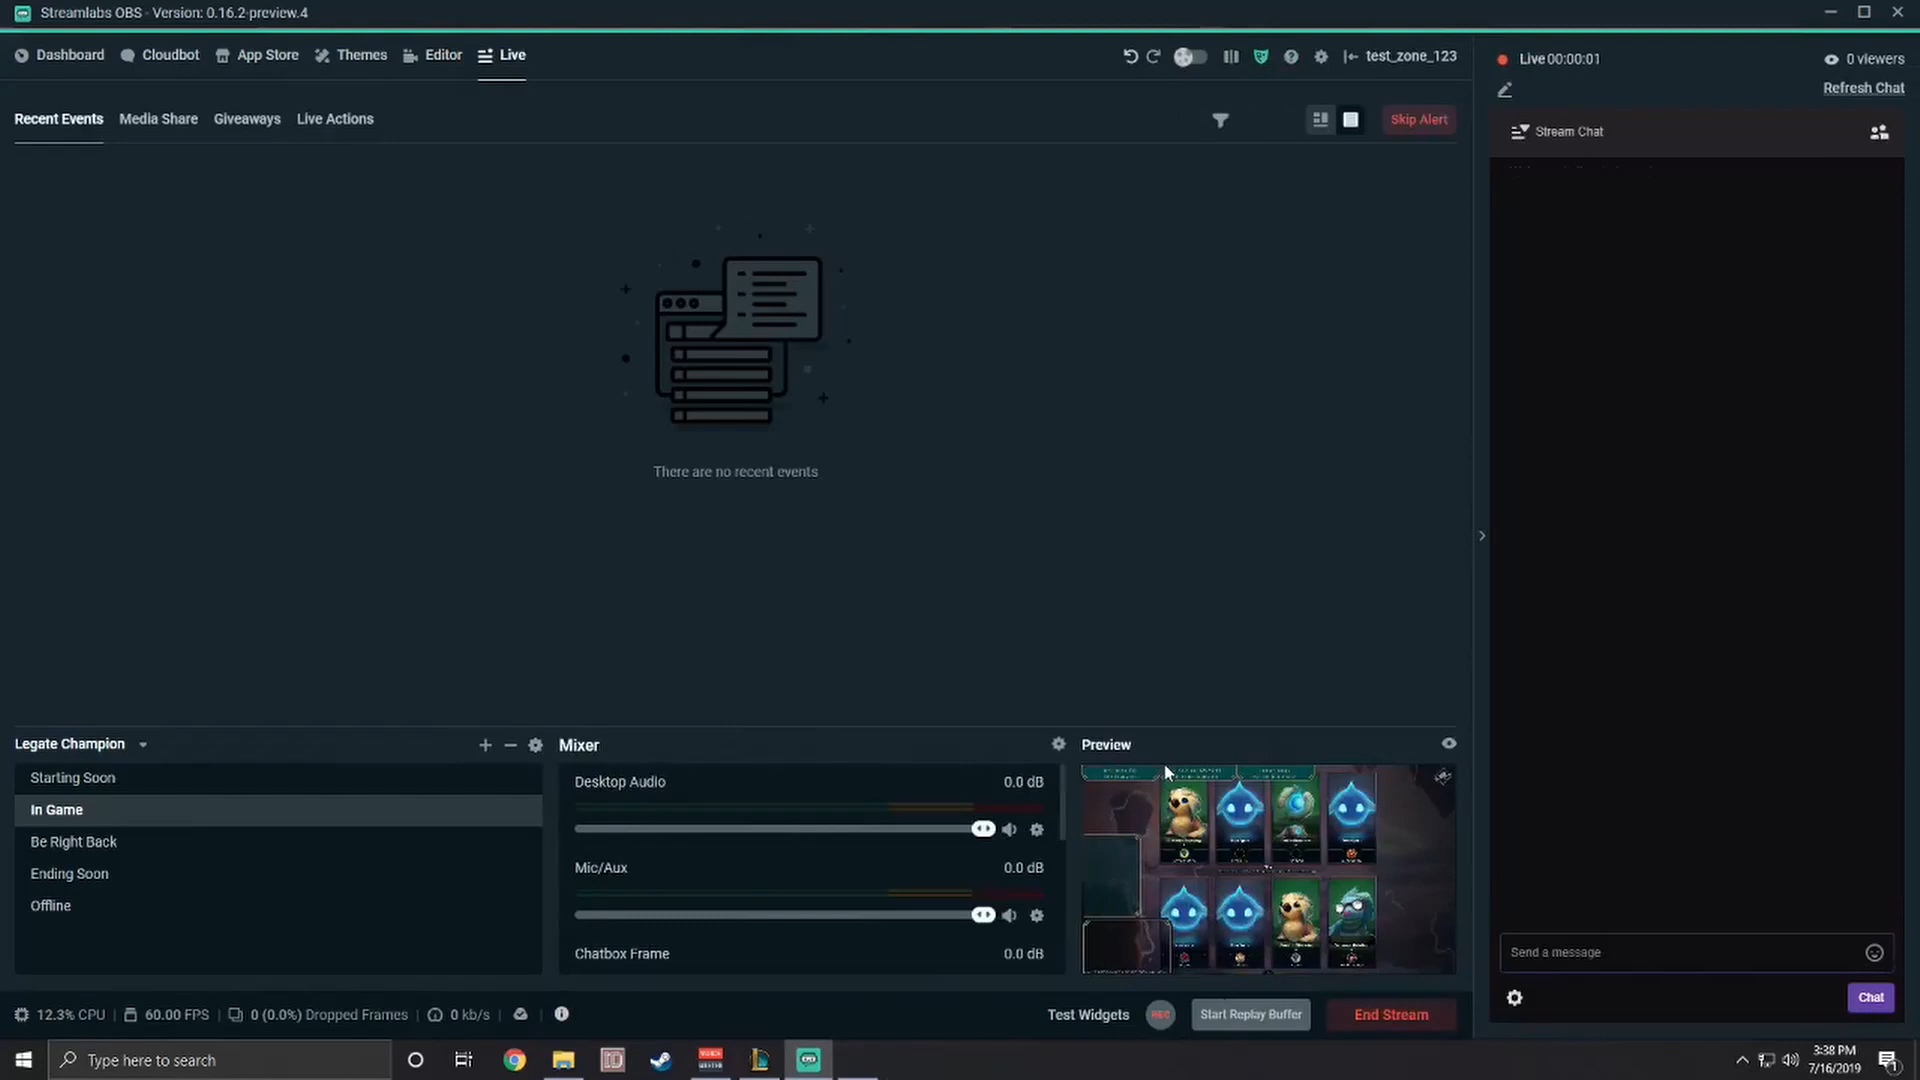 Streamlabs OBS - Version: 0.16.2-preview.4
Dashboard Cloudbot App Store Themes Editor Live
test_zone_123
Live 00:00:01
0 viewers
Refresh Chat
Recent Events Media Share Giveaways Live Actions
Skip Alert
Stream Chat
There are no recent events
Legate Champion
Starting Soon
In Game
Be Right Back
Ending Soon
Offline
Mixer
Desktop Audio 0.0 dB
Mic/Aux 0.0 dB
Chatbox Frame 0.0 dB
Preview
Send a message
Chat
12.3% CPU 60.00 FPS 0 (0.0%) Dropped Frames 0 kb/s
Test Widgets REC Start Replay Buffer End Stream
Type here to search
3:38 PM
7/16/2019
1